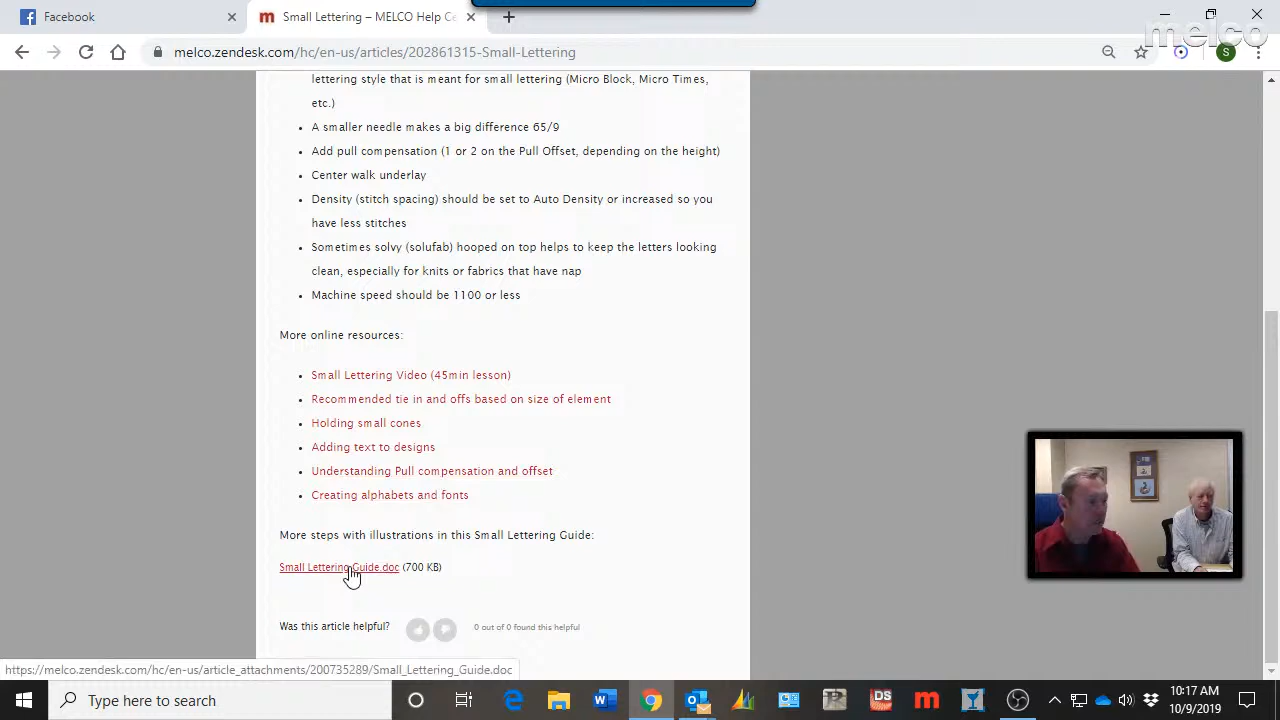 Facebook
Small Lettering – MELCO Help Ce
melco
melco.zendesk.com/hc/en-us/articles/202861315-Small-Lettering
S
lettering style that is meant for small lettering (Micro Block, Micro Times,
etc.)
A smaller needle makes a big difference 65/9
Add pull compensation (1 or 2 on the Pull Offset, depending on the height)
Center walk underlay
Density (stitch spacing) should be set to Auto Density or increased so you
have less stitches
Sometimes solvy (solufab) hooped on top helps to keep the letters looking
clean, especially for knits or fabrics that have nap
Machine speed should be 1100 or less
More online resources:
Small Lettering Video (45min lesson)
Recommended tie in and offs based on size of element
Holding small cones
Adding text to designs
Understanding Pull compensation and offset
Creating alphabets and fonts
More steps with illustrations in this Small Lettering Guide:
Small Lettering Guide.doc (700 KB)
Was this article helpful?
0 out of 0 found this helpful
https://melco.zendesk.com/hc/en-us/article_attachments/200735289/Small_Lettering_Guide.doc
Type here to search
DS
10:17 AM
10/9/2019